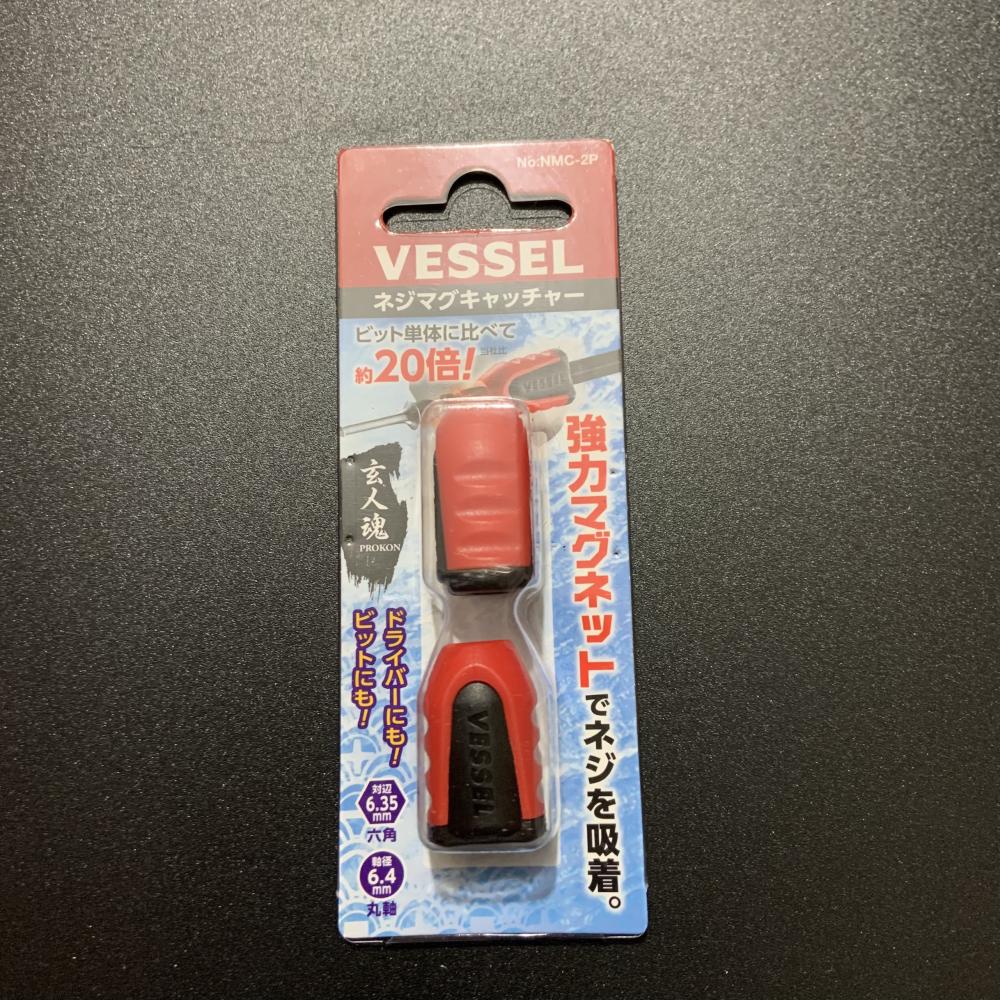 No:NMC-2P
VESSEL
ネジマグキャッチャー
ビット単体に比べて
約20倍!
当社比
VESSEL
強力マグネットでネジを吸着。
玄人魂
PROKON
ドライバーにも!
ビットにも!
VESSEL
対辺
6.35
mm
六角
軸径
6.4
mm
丸軸